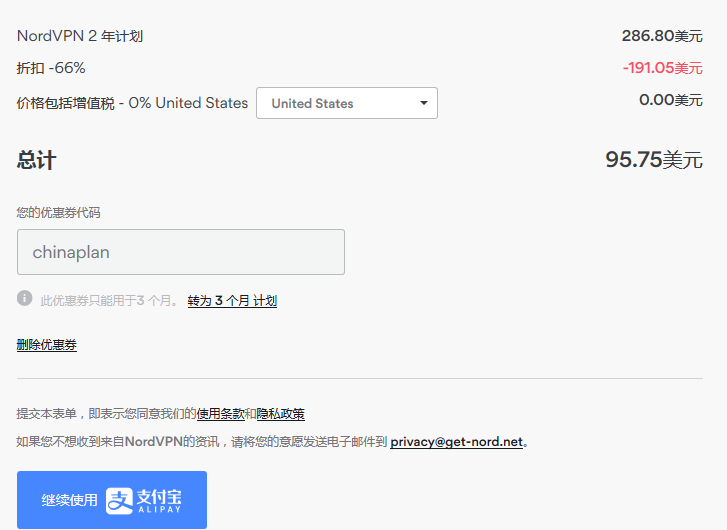 NordVPN 2 年计划 286.80美元
折扣 -66% -191.05美元
价格包括增值税 - 0% United States United States 0.00美元
总计 95.75美元
您的优惠券代码
chinaplan
此优惠券只能用于3 个月。 转为 3 个月 计划
删除优惠券
提交本表单，即表示您同意我们的使用条款和隐私政策
如果您不想收到来自NordVPN的资讯，请将您的意愿发送电子邮件到 privacy@get-nord.net。
继续使用 支 支付宝
ALIPAY